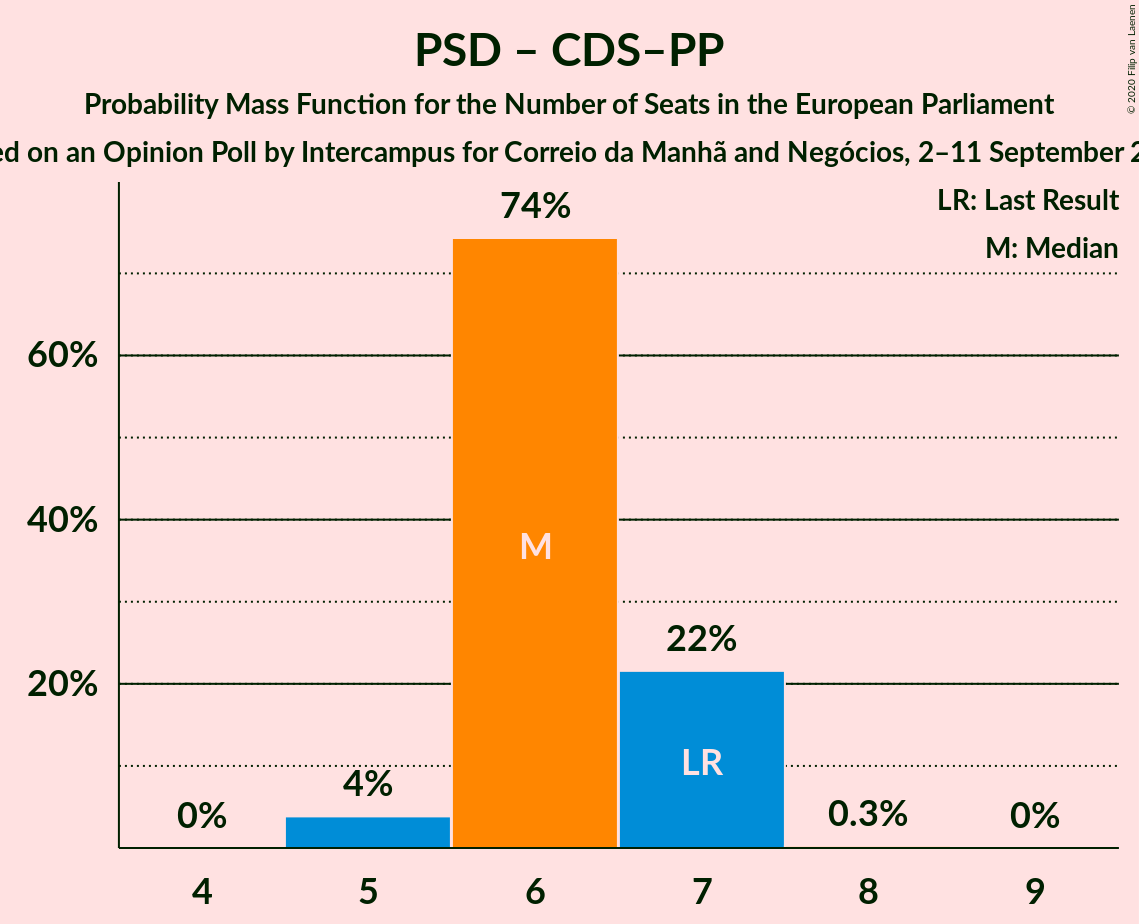 PSD – CDS–PP
Probability Mass Function for the Number of Seats in the European Parliament
on an Opinion Poll by Intercampus for Correio da Manhã and Negócios, 2–11 September
© 2020 Filip van Laenen
LR: Last Result
M: Median
74%
60%
40%
M
22%
20%
LR
4%
0%
0.3%
0%
4 5 6 7 8 9